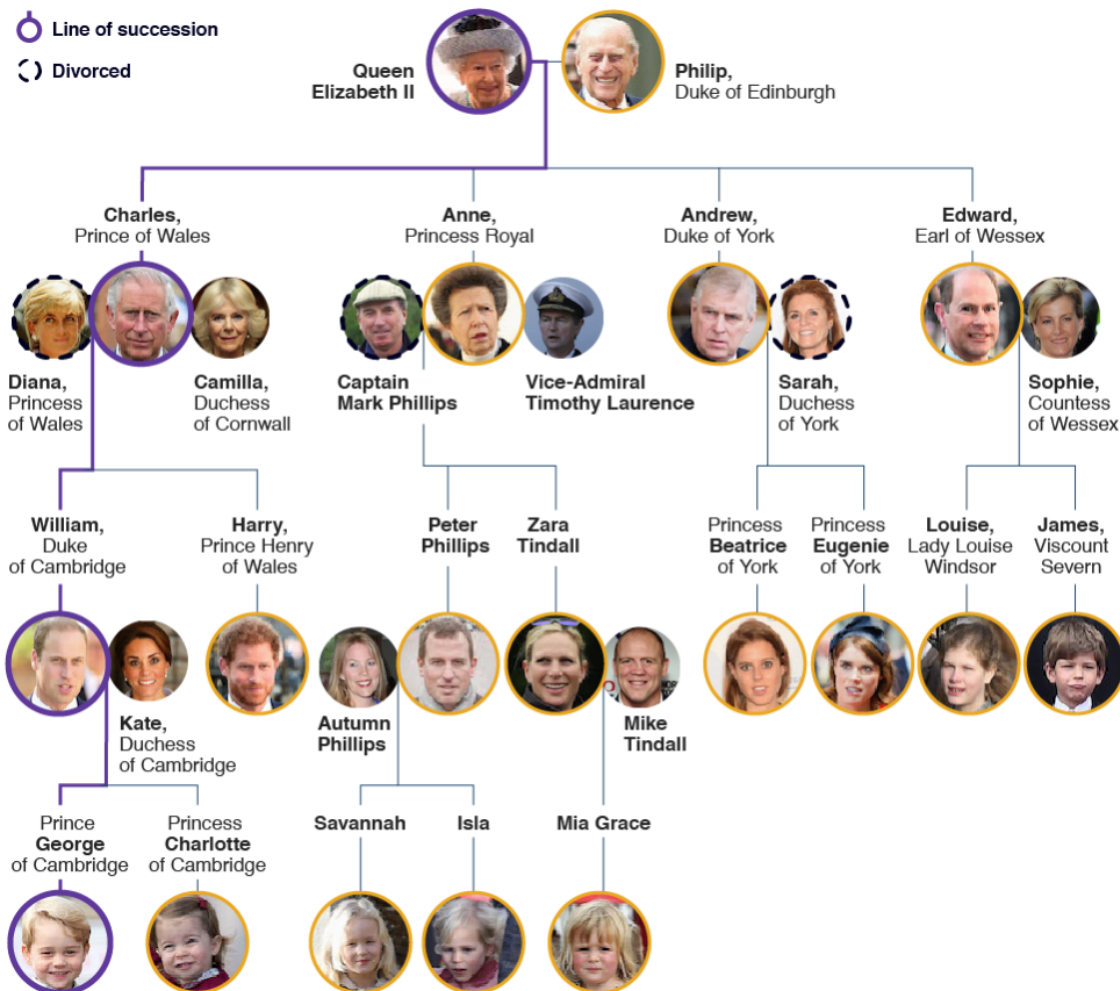 Line of succession
Divorced
Queen
Elizabeth II
Philip,
Duke of Edinburgh
Charles,
Prince of Wales
Anne,
Princess Royal
Andrew,
Duke of York
Edward,
Earl of Wessex
Diana,
Princess
of Wales
Camilla,
Duchess
of Cornwall
Captain
Mark Phillips
Vice-Admiral
Timothy Laurence
Sarah,
Duchess
of York
Sophie,
Countess
of Wessex
William,
Duke
of Cambridge
Harry,
Prince Henry
of Wales
Peter
Phillips
Zara
Tindall
Princess
Beatrice
of York
Princess
Eugenie
of York
Louise,
Lady Louise
Windsor
James,
Viscount
Severn
Kate,
Duchess
of Cambridge
Autumn
Phillips
Mike
Tindall
Prince
George
of Cambridge
Princess
Charlotte
of Cambridge
Savannah
Isla
Mia Grace